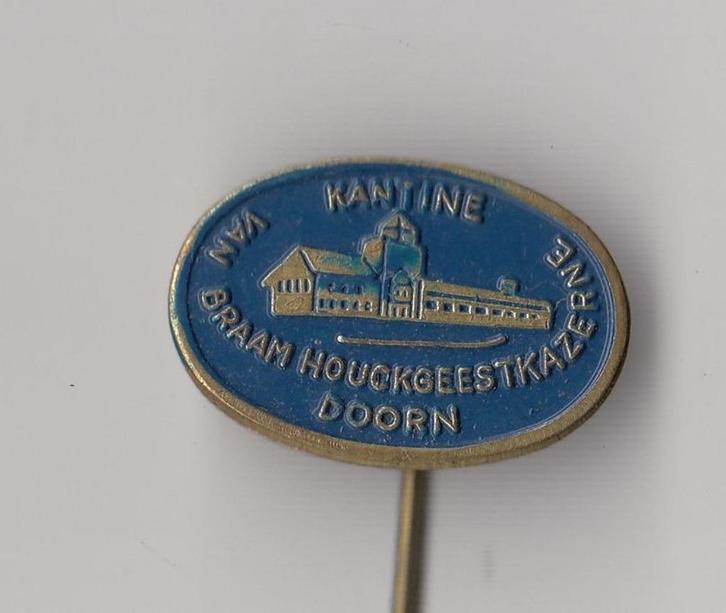 KANTINE
VAN BRAAM HOUCKGEESTKAZERNE
DOORN